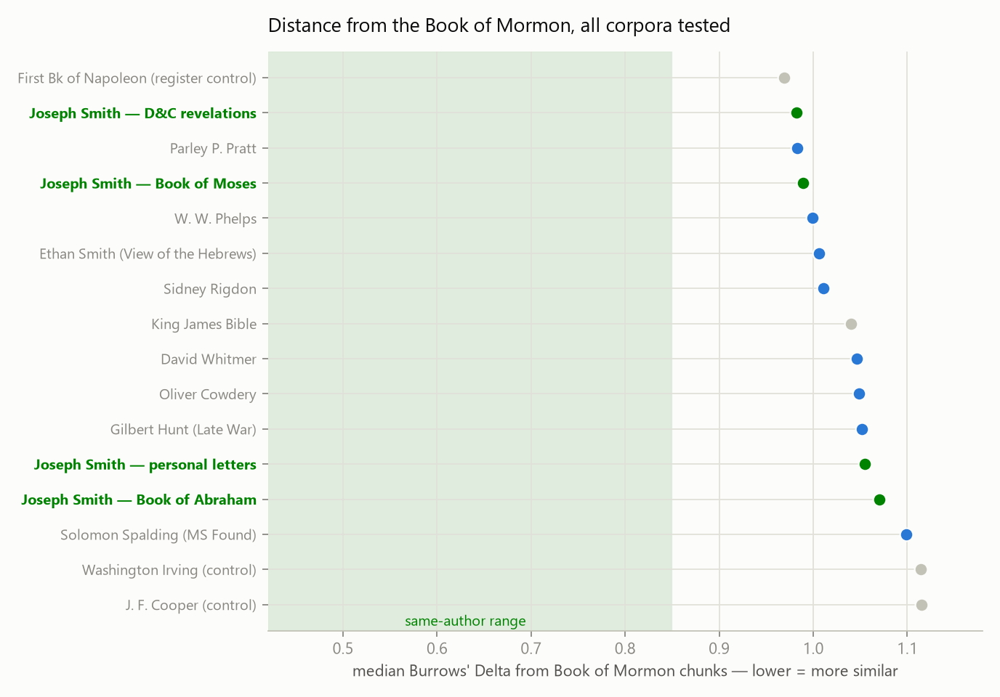 Distance from the Book of Mormon, all corpora tested
First Bk of Napoleon (register control)
Joseph Smith — D&C revelations
Parley P. Pratt
Joseph Smith — Book of Moses
W. W. Phelps
Ethan Smith (View of the Hebrews)
Sidney Rigdon
King James Bible
David Whitmer
Oliver Cowdery
Gilbert Hunt (Late War)
Joseph Smith — personal letters
Joseph Smith — Book of Abraham
Solomon Spalding (MS Found)
Washington Irving (control)
J. F. Cooper (control)
same-author range
0.5 0.6 0.7 0.8 0.9 1.0 1.1
median Burrows' Delta from Book of Mormon chunks — lower = more similar